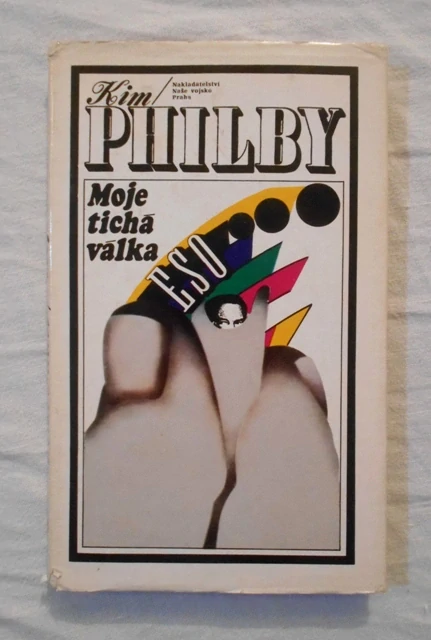 Kim/
Nakladatelství
Naše vojsko
Praha
PHILBY
Moje
tichá
válka
ESO